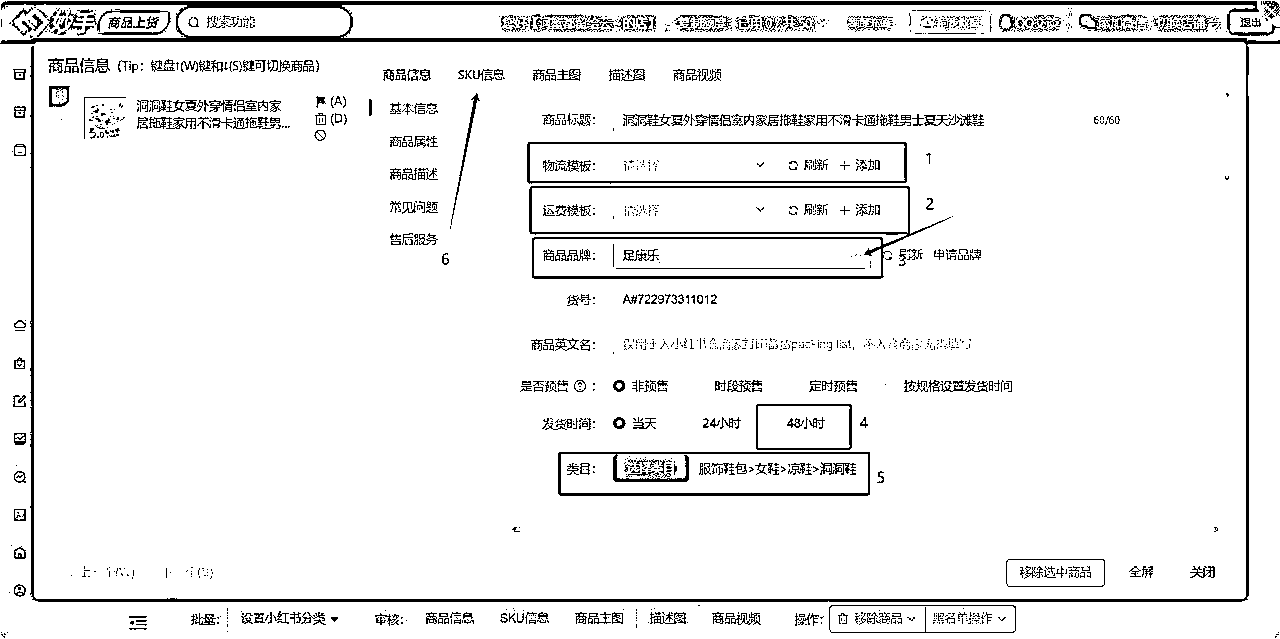 妙手 商品上货 搜索功能 退出
商品信息 (Tip: 键盘↑(W)键和↓(S)键可切换商品)
商品信息 SKU信息 商品主图 描述图 商品视频
洞洞鞋女夏外穿情侣室内家
居拖鞋家用不滑卡通拖鞋男...
(A)
(D)
基本信息
商品属性
商品描述
常见问题
售后服务
6
商品标题: 洞洞鞋女夏外穿情侣室内家居拖鞋家用不滑卡通拖鞋男士夏天沙滩鞋 60/60
物流模板: 请选择 刷新 + 添加 1
运费模板: 请选择 刷新 + 添加 2
商品品牌: 足康乐 刷新 申请品牌 3
货号: A#722973311012
商品英文名:
是否预售 : 非预售 时段预售 定时预售 按规格设置发货时间
发货时间: 当天 24小时 48小时 4
类目: 选择类目 服饰鞋包>女鞋>凉鞋>洞洞鞋 5
移除选中商品 全屏 关闭
批量: 设置小红书分类 审核: 商品信息 SKU信息 商品主图 描述图 商品视频 操作: 移除商品 黑名单操作